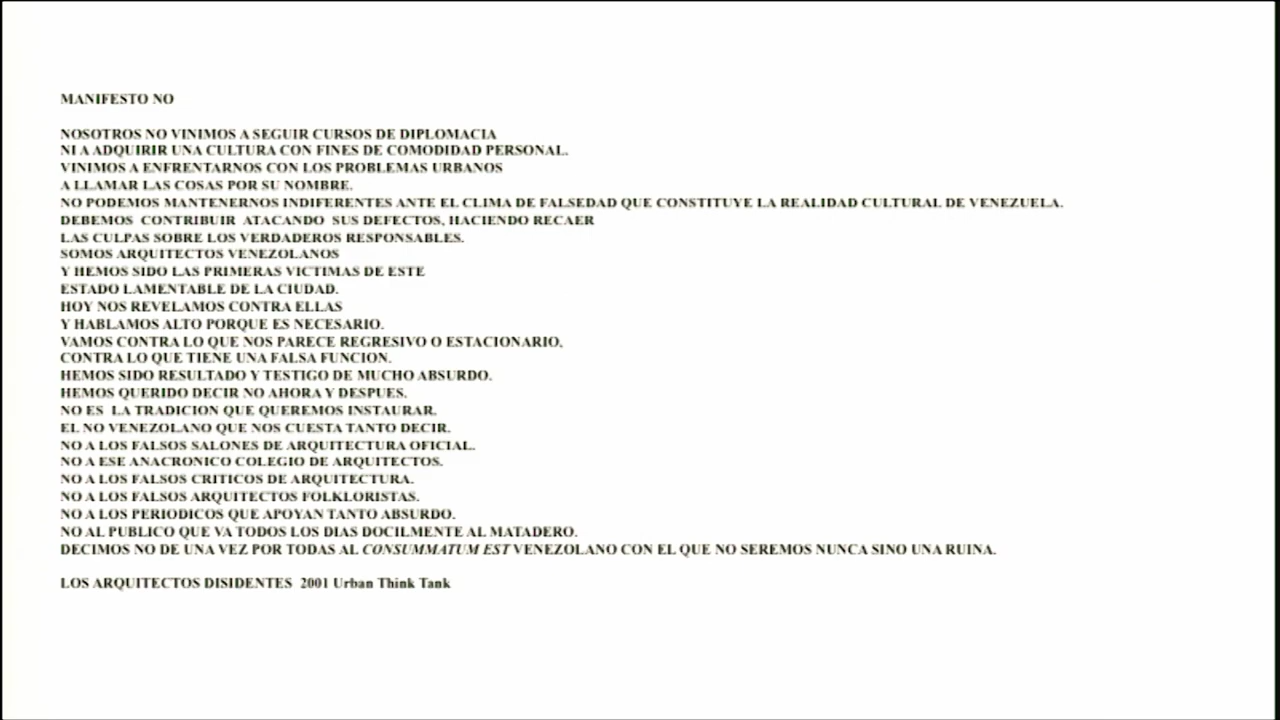 MANIFESTO NO
NOSOTROS NO VINIMOS A SEGUIR CURSOS DE DIPLOMACIA
NI A ADQUIRIR UNA CULTURA CON FINES DE COMODIDAD PERSONAL.
VINIMOS A ENFRENTARNOS CON LOS PROBLEMAS URBANOS
A LLAMAR LAS COSAS POR SU NOMBRE.
NO PODEMOS MANTENERNOS INDIFERENTES ANTE EL CLIMA DE FALSEDAD QUE CONSTITUYE LA REALIDAD CULTURAL DE VENEZUELA.
DEBEMOS CONTRIBUIR ATACANDO SUS DEFECTOS, HACIENDO RECAER
LAS CULPAS SOBRE LOS VERDADEROS RESPONSABLES.
SOMOS ARQUITECTOS VENEZOLANOS
Y HEMOS SIDO LAS PRIMERAS VICTIMAS DE ESTE
ESTADO LAMENTABLE DE LA CIUDAD.
HOY NOS REVELAMOS CONTRA ELLAS
Y HABLAMOS ALTO PORQUE ES NECESARIO.
VAMOS CONTRA LO QUE NOS PARECE REGRESIVO O ESTACIONARIO,
CONTRA LO QUE TIENE UNA FALSA FUNCION.
HEMOS SIDO RESULTADO Y TESTIGO DE MUCHO ABSURDO.
HEMOS QUERIDO DECIR NO AHORA Y DESPUES.
NO ES LA TRADICION QUE QUEREMOS INSTAURAR.
EL NO VENEZOLANO QUE NOS CUESTA TANTO DECIR.
NO A LOS FALSOS SALONES DE ARQUITECTURA OFICIAL.
NO A ESE ANACRONICO COLEGIO DE ARQUITECTOS.
NO A LOS FALSOS CRITICOS DE ARQUITECTURA.
NO A LOS FALSOS ARQUITECTOS FOLKLORISTAS.
NO A LOS PERIODICOS QUE APOYAN TANTO ABSURDO.
NO AL PUBLICO QUE VA TODOS LOS DIAS DOCILMENTE AL MATADERO.
DECIMOS NO DE UNA VEZ POR TODAS AL CONSUMMATUM EST VENEZOLANO CON EL QUE NO SEREMOS NUNCA SINO UNA RUINA.
LOS ARQUITECTOS DISIDENTES 2001 Urban Think Tank